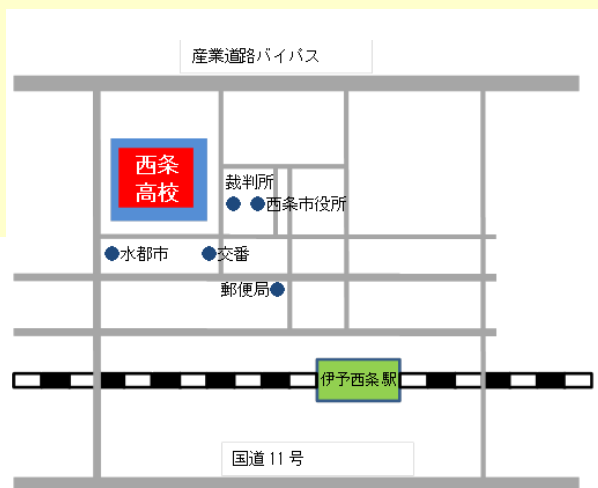 産業道路バイパス
西条
高校
裁判所
西条市役所
水都市
交番
郵便局
伊予西条駅
国道11号